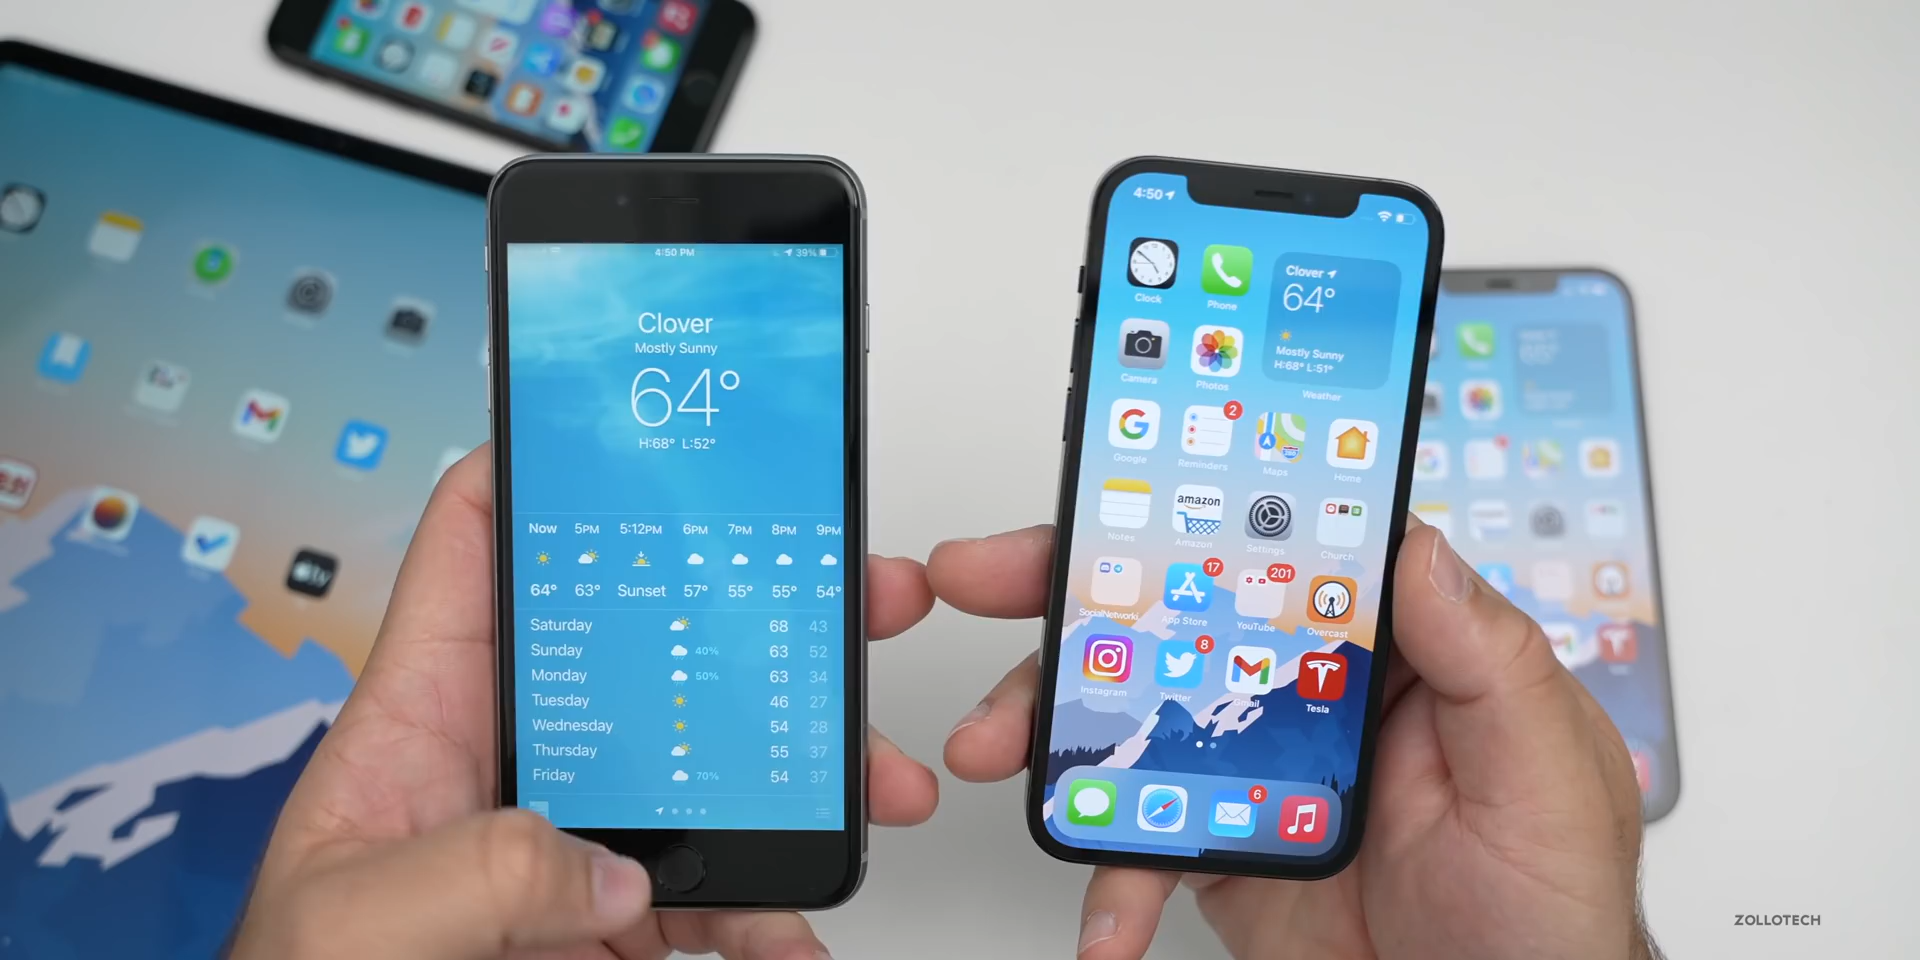 4:50 PM
39%
Clover
Mostly Sunny
64°
H:68° L:52°
Now 5PM 5:12PM 6PM 7PM 8PM 9PM
64° 63° Sunset 57° 55° 55° 54°
Saturday 68 43
Sunday 40% 63 52
Monday 50% 63 34
Tuesday 46 27
Wednesday 54 28
Thursday 55 37
Friday 70% 54 37
4:50
Clover
64°
Mostly Sunny
H:68° L:51°
Weather
Clock Phone
Camera Photos
2
Google Reminders Maps Home
amazon
Notes Amazon Settings Church
17 201
SocialNetworki App Store YouTube Overcast
8
Instagram Twitter Gmail Tesla
6
tv
ZOLLOTECH